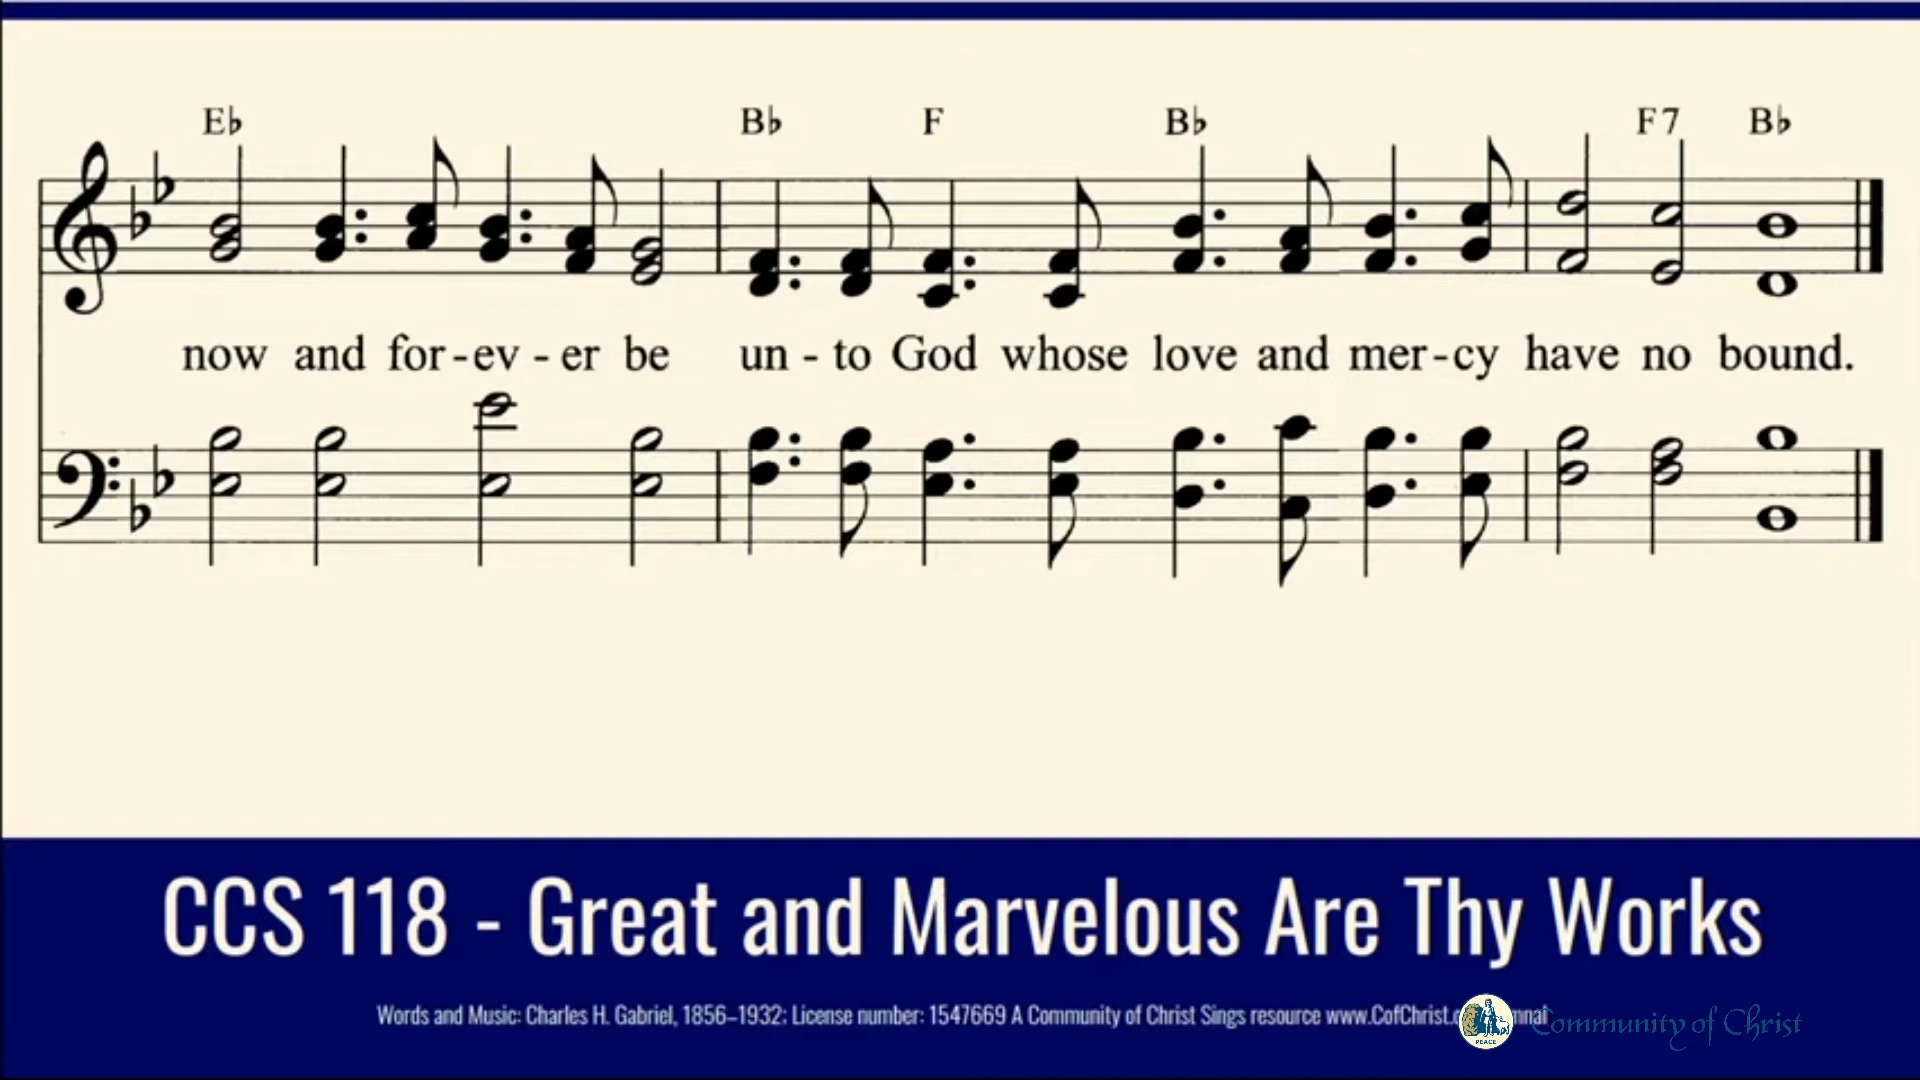 E♭ B♭ F B♭ F7 B♭
now and for-ev-er be un-to God whose love and mer-cy have no bound.
CCS 118 - Great and Marvelous Are Thy Works
Words and Music: Charles H. Gabriel, 1856–1932; License number: 1547669 A Community of Christ Sings resource
PEACE
Community of Christ